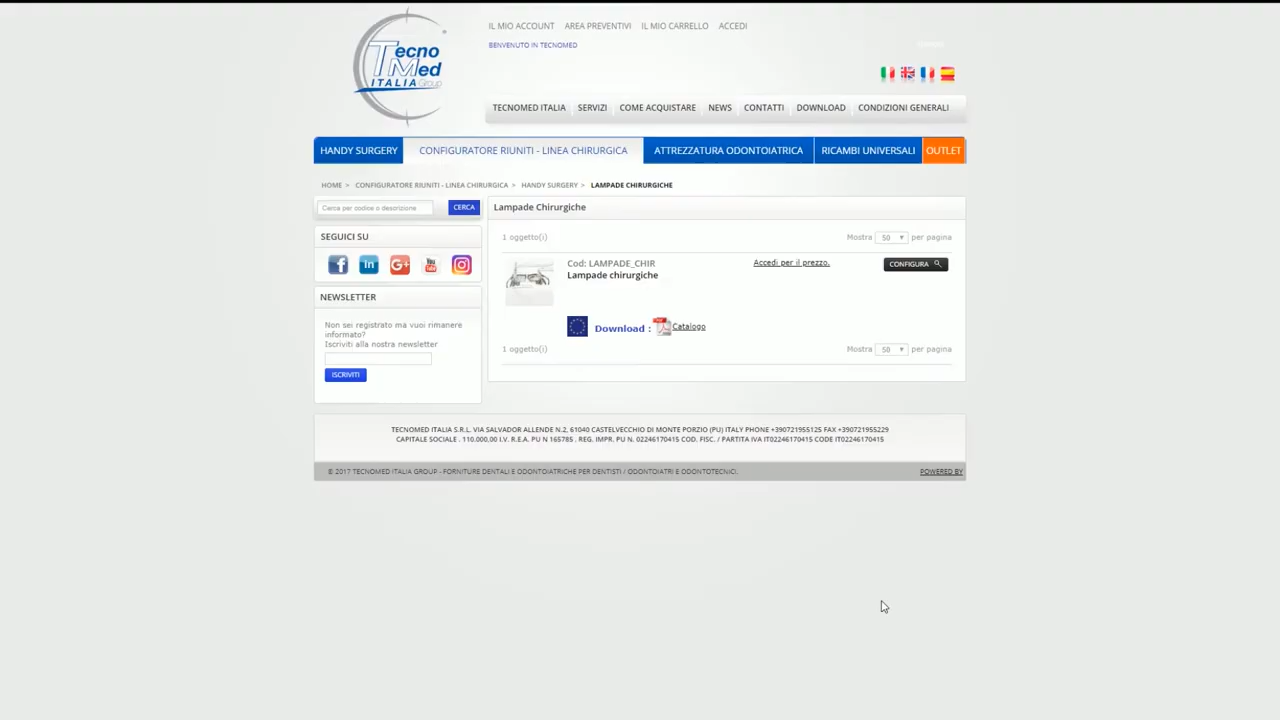 Tecno
Med
ITALIA Group
IL MIO ACCOUNT AREA PREVENTIVI IL MIO CARRELLO ACCEDI
BENVENUTO IN TECNOMED
TECNOMED ITALIA SERVIZI COME ACQUISTARE NEWS CONTATTI DOWNLOAD CONDIZIONI GENERALI
HANDY SURGERY CONFIGURATORE RIUNITI - LINEA CHIRURGICA ATTREZZATURA ODONTOIATRICA RICAMBI UNIVERSALI OUTLET
HOME > CONFIGURATORE RIUNITI - LINEA CHIRURGICA > HANDY SURGERY > LAMPADE CHIRURGICHE
Cerca per codice o descrizione CERCA
SEGUICI SU
NEWSLETTER
Non sei registrato ma vuoi rimanere
informato?
Iscriviti alla nostra newsletter
ISCRIVITI
Lampade Chirurgiche
1 oggetto(i) Mostra 50 per pagina
Cod: LAMPADE_CHIR Accedi per il prezzo. CONFIGURA
Lampade chirurgiche
Download : Catalogo
1 oggetto(i) Mostra 50 per pagina
TECNOMED ITALIA S.R.L. VIA SALVADOR ALLENDE N.2, 61040 CASTELVECCHIO DI MONTE PORZIO (PU) ITALY PHONE +390721955125 FAX +390721955229
CAPITALE SOCIALE . 110.000,00 I.V. R.E.A. PU N 165785 . REG. IMPR. PU N. 02246170415 COD. FISC. / PARTITA IVA IT02246170415 CODE IT02246170415
© 2017 TECNOMED ITALIA GROUP - FORNITURE DENTALI E ODONTOIATRICHE PER DENTISTI / ODONTOIATRI E ODONTOTECNICI. POWERED BY